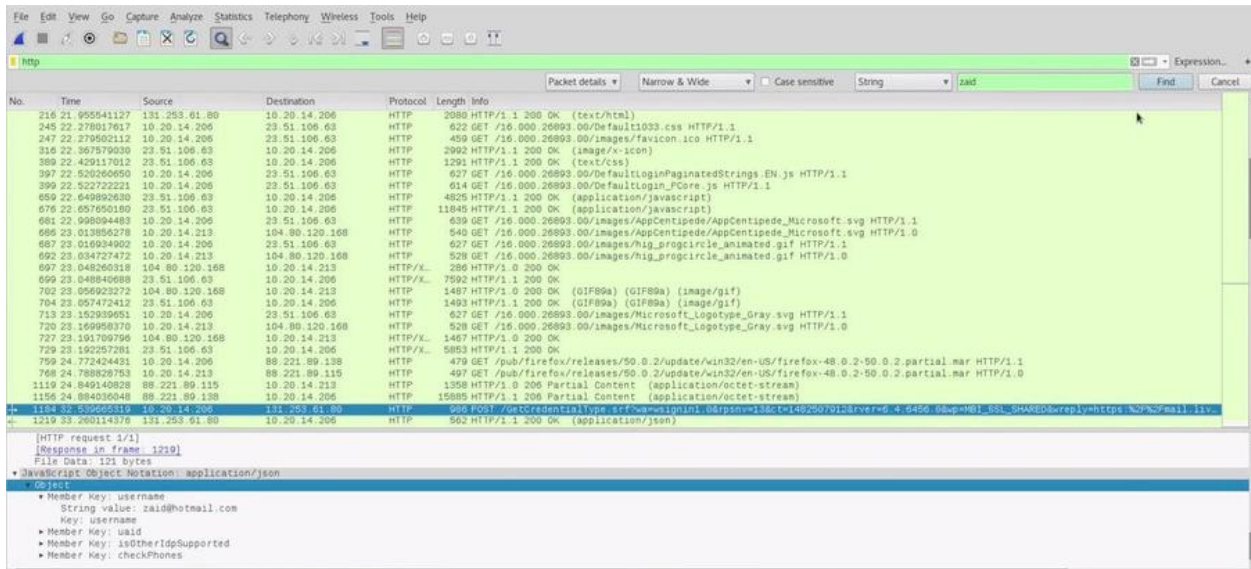 File Edit View Go Capture Analyze Statistics Telephony Wireless Tools Help
http Expression... +
Packet details Narrow & Wide Case sensitive String zaid Find Cancel
No. Time Source Destination Protocol Length Info
216 21.955541127 131.253.61.80 10.20.14.206 HTTP 2080 HTTP/1.1 200 OK (text/html)
245 22.278017617 10.20.14.206 23.51.106.63 HTTP 622 GET /16.000.26893.00/Default1033.css HTTP/1.1
247 22.279502112 10.20.14.206 23.51.106.63 HTTP 459 GET /16.000.26893.00/images/favicon.ico HTTP/1.1
316 22.367579030 23.51.106.63 10.20.14.206 HTTP 2992 HTTP/1.1 200 OK (image/x-icon)
389 22.429117012 23.51.106.63 10.20.14.206 HTTP 1291 HTTP/1.1 200 OK (text/css)
397 22.520260650 10.20.14.206 23.51.106.63 HTTP 627 GET /16.000.26893.00/DefaultLoginPaginatedStrings.EN.js HTTP/1.1
399 22.522722221 10.20.14.206 23.51.106.63 HTTP 614 GET /16.000.26893.00/DefaultLogin_PCore.js HTTP/1.1
659 22.649892630 23.51.106.63 10.20.14.206 HTTP 4825 HTTP/1.1 200 OK (application/javascript)
676 22.657650180 23.51.106.63 10.20.14.206 HTTP 11845 HTTP/1.1 200 OK (application/javascript)
681 22.998094483 10.20.14.206 23.51.106.63 HTTP 639 GET /16.000.26893.00/images/AppCentipede/AppCentipede_Microsoft.svg HTTP/1.1
686 23.013856278 10.20.14.213 104.80.120.168 HTTP 540 GET /16.000.26893.00/images/AppCentipede/AppCentipede_Microsoft.svg HTTP/1.0
687 23.016934902 10.20.14.206 23.51.106.63 HTTP 627 GET /16.000.26893.00/images/hig_progcircle_animated.gif HTTP/1.1
692 23.034727472 10.20.14.213 104.80.120.168 HTTP 528 GET /16.000.26893.00/images/hig_progcircle_animated.gif HTTP/1.0
697 23.048260318 104.80.120.168 10.20.14.213 HTTP/X… 286 HTTP/1.0 200 OK
699 23.048840688 23.51.106.63 10.20.14.206 HTTP/X… 7592 HTTP/1.1 200 OK
702 23.056923272 104.80.120.168 10.20.14.213 HTTP 1487 HTTP/1.0 200 OK (GIF89a) (GIF89a) (image/gif)
704 23.057472412 23.51.106.63 10.20.14.206 HTTP 1493 HTTP/1.1 200 OK (GIF89a) (GIF89a) (image/gif)
713 23.152939651 10.20.14.206 23.51.106.63 HTTP 627 GET /16.000.26893.00/images/Microsoft_Logotype_Gray.svg HTTP/1.1
720 23.169958370 10.20.14.213 104.80.120.168 HTTP 528 GET /16.000.26893.00/images/Microsoft_Logotype_Gray.svg HTTP/1.0
727 23.191709796 104.80.120.168 10.20.14.213 HTTP/X… 1467 HTTP/1.0 200 OK
729 23.192257281 23.51.106.63 10.20.14.206 HTTP/X… 5853 HTTP/1.1 200 OK
759 24.772424431 10.20.14.206 88.221.89.138 HTTP 479 GET /pub/firefox/releases/50.0.2/update/win32/en-US/firefox-48.0.2-50.0.2.partial.mar HTTP/1.1
768 24.788828753 10.20.14.213 88.221.89.115 HTTP 497 GET /pub/firefox/releases/50.0.2/update/win32/en-US/firefox-48.0.2-50.0.2.partial.mar HTTP/1.0
1119 24.849140828 88.221.89.115 10.20.14.213 HTTP 1358 HTTP/1.0 206 Partial Content (application/octet-stream)
1156 24.884036048 88.221.89.138 10.20.14.206 HTTP 15885 HTTP/1.1 206 Partial Content (application/octet-stream)
1184 32.539665319 10.20.14.206 131.253.61.80 HTTP 986 POST /GetCredentialType.srf?wa=wsignin1.0&rpsnv=13&ct=1482507912&rver=6.4.6456.0&wp=MBI_SSL_SHARED&wreply=https:%2F%2Fmail.liv…
1219 33.260114376 131.253.61.80 10.20.14.206 HTTP 562 HTTP/1.1 200 OK (application/json)
[HTTP request 1/1]
[Response in frame: 1219]
File Data: 121 bytes
JavaScript Object Notation: application/json
Object
Member Key: username
String value: zaid@hotmail.com
Key: username
Member Key: uaid
Member Key: isOtherIdpSupported
Member Key: checkPhones